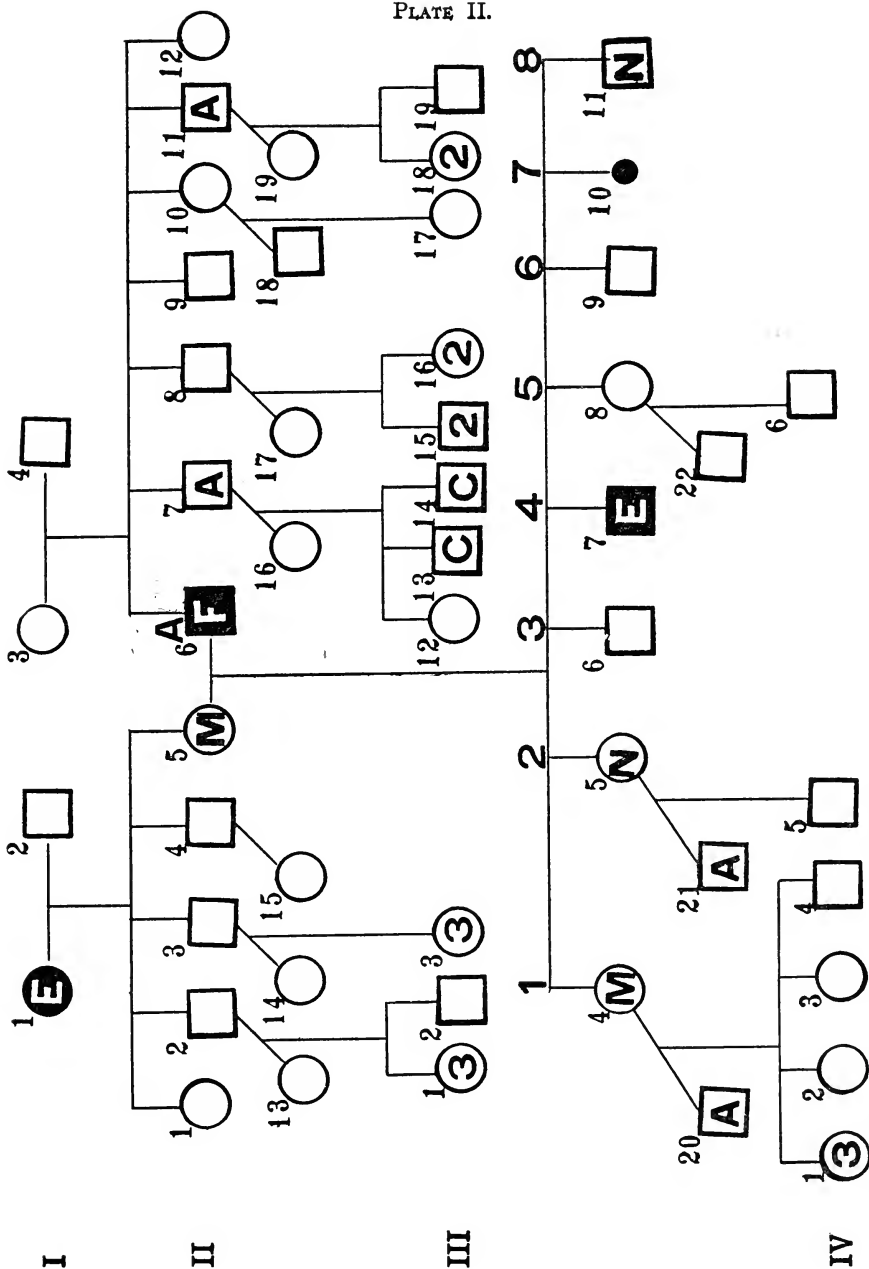 PLATE II.
I
1 E
2
3
4
II
1
2
3
4
5 M
A
6 F
7 A
8
9
10
11 A
12
13
14
15
16
17
18
19
III
1 3
2
3 3
12
13 C
14 C
15 2
16 2
17
18 2
19
1 2 3 4 5 6 7 8
4 M
5 N
6
7 E
8
9
10
11 N
20 A
21 A
22
IV
1 3
2
3
4
5
6